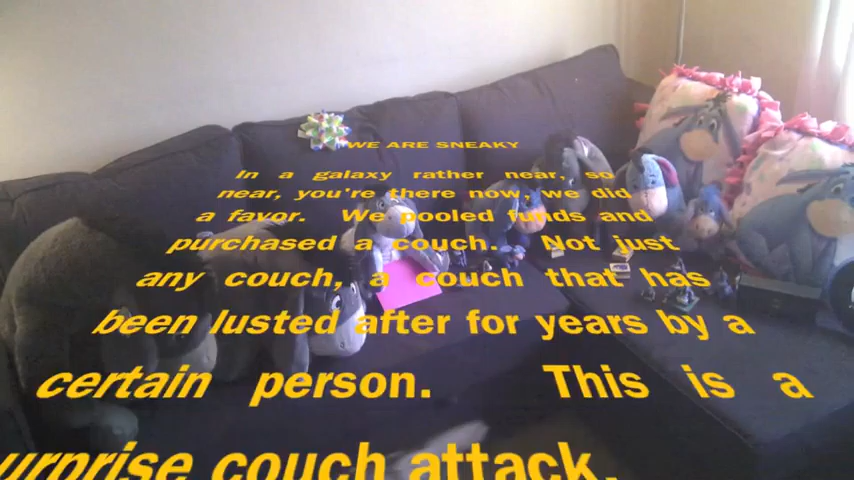 WE ARE SNEAKY
In a galaxy rather near, so
near, you're there now, we did
a favor. We pooled funds and
purchased a couch. Not just
any couch, a couch that has
been lusted after for years by a
certain person. This is a
urprise couch attack.